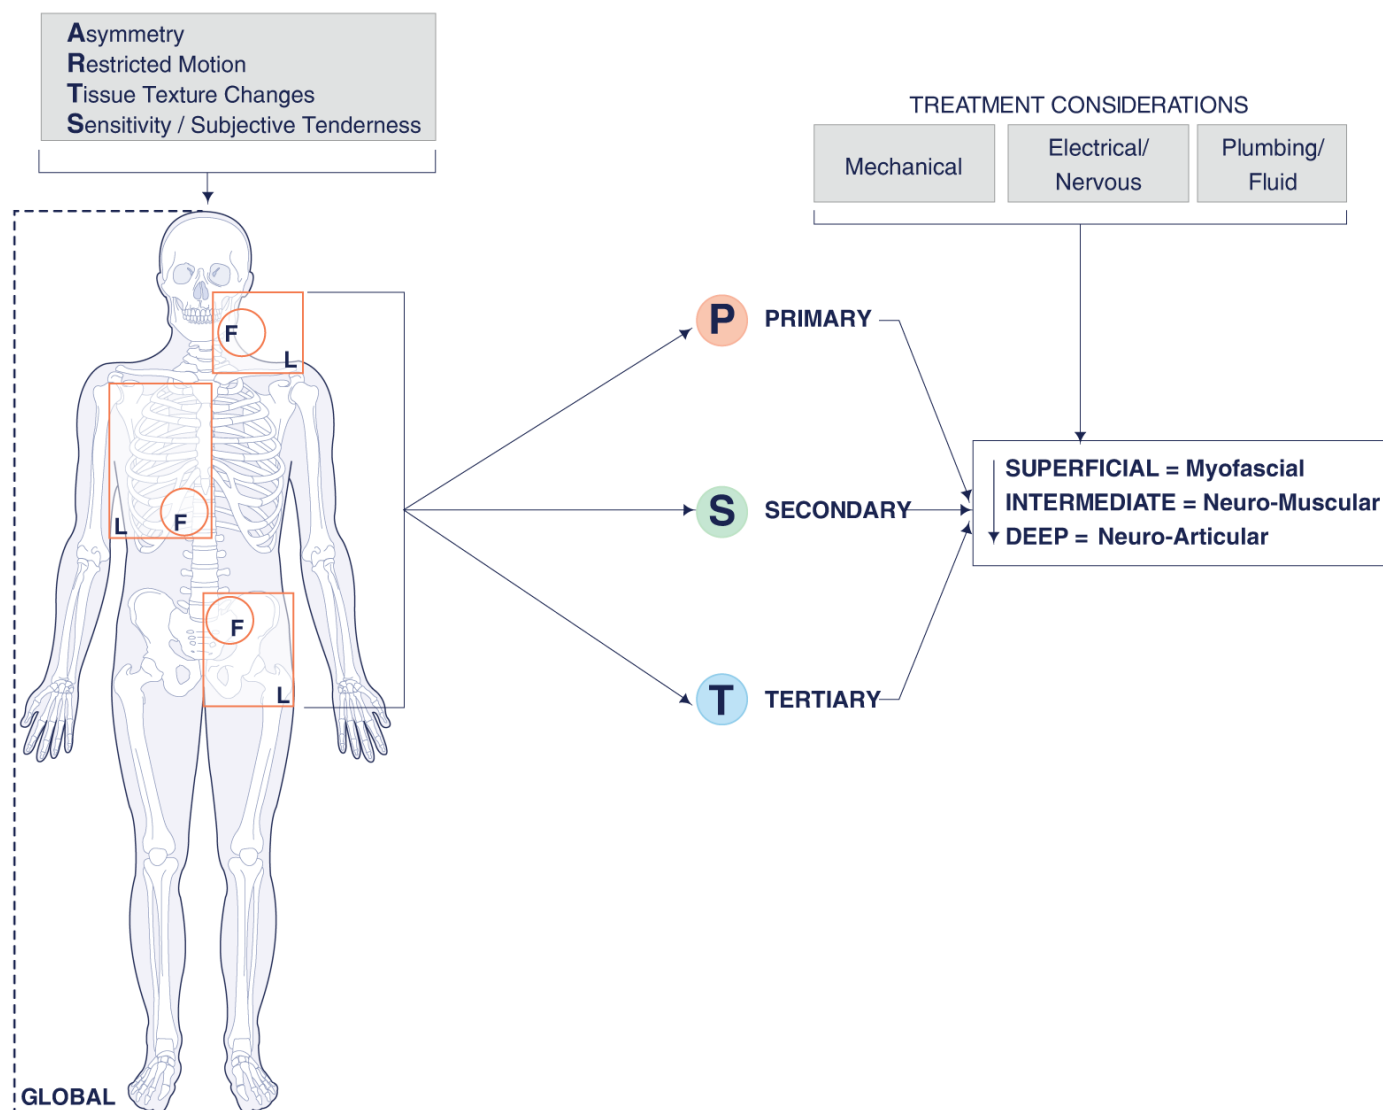 Asymmetry
Restricted Motion
Tissue Texture Changes
Sensitivity / Subjective Tenderness
TREATMENT CONSIDERATIONS
Mechanical
Electrical/
Nervous
Plumbing/
Fluid
F
L
L
F
F
L
GLOBAL
P PRIMARY
S SECONDARY
T TERTIARY
SUPERFICIAL = Myofascial
INTERMEDIATE = Neuro-Muscular
DEEP = Neuro-Articular